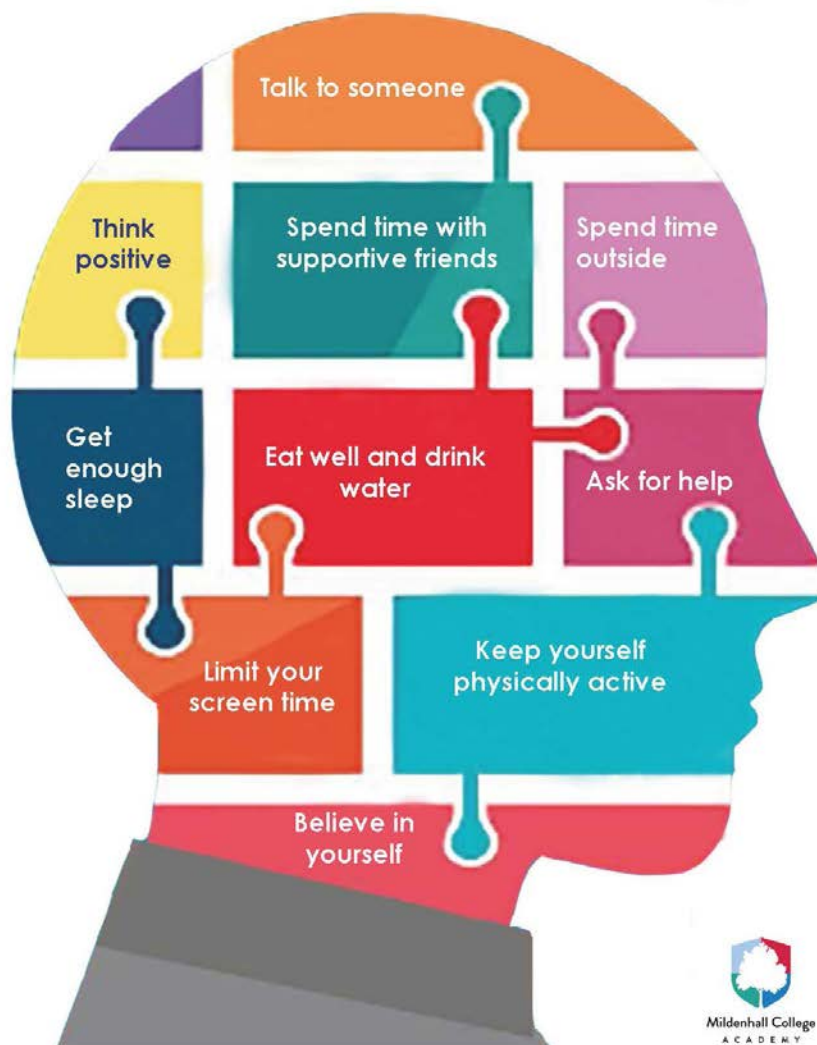 Talk to someone
Think
positive
Spend time with
supportive friends
Spend time
outside
Get
enough
sleep
Eat well and drink
water
Ask for help
Limit your
screen time
Keep yourself
physically active
Believe in
yourself
Mildenhall College
ACADEMY